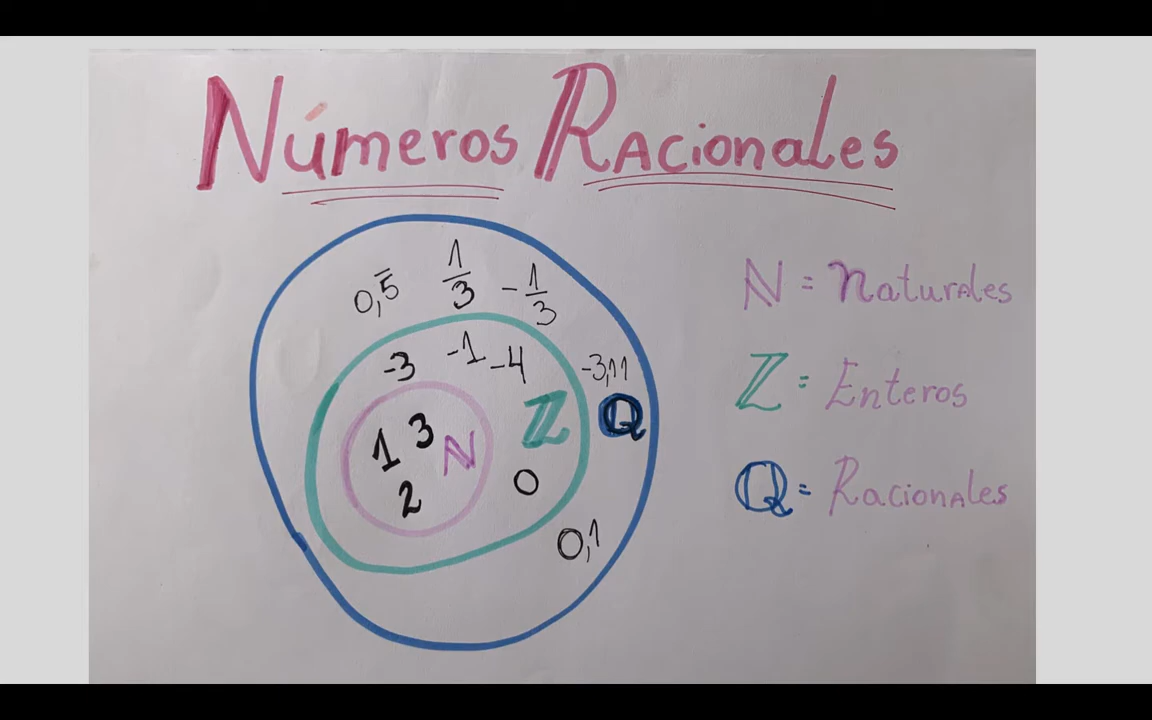 Números Racionales
0,5̅ 1/3 -1/3
-3 -1 -4 -3,11
1 3 N Z Q
2 0
0,1
N = Naturales
Z = Enteros
Q = Racionales